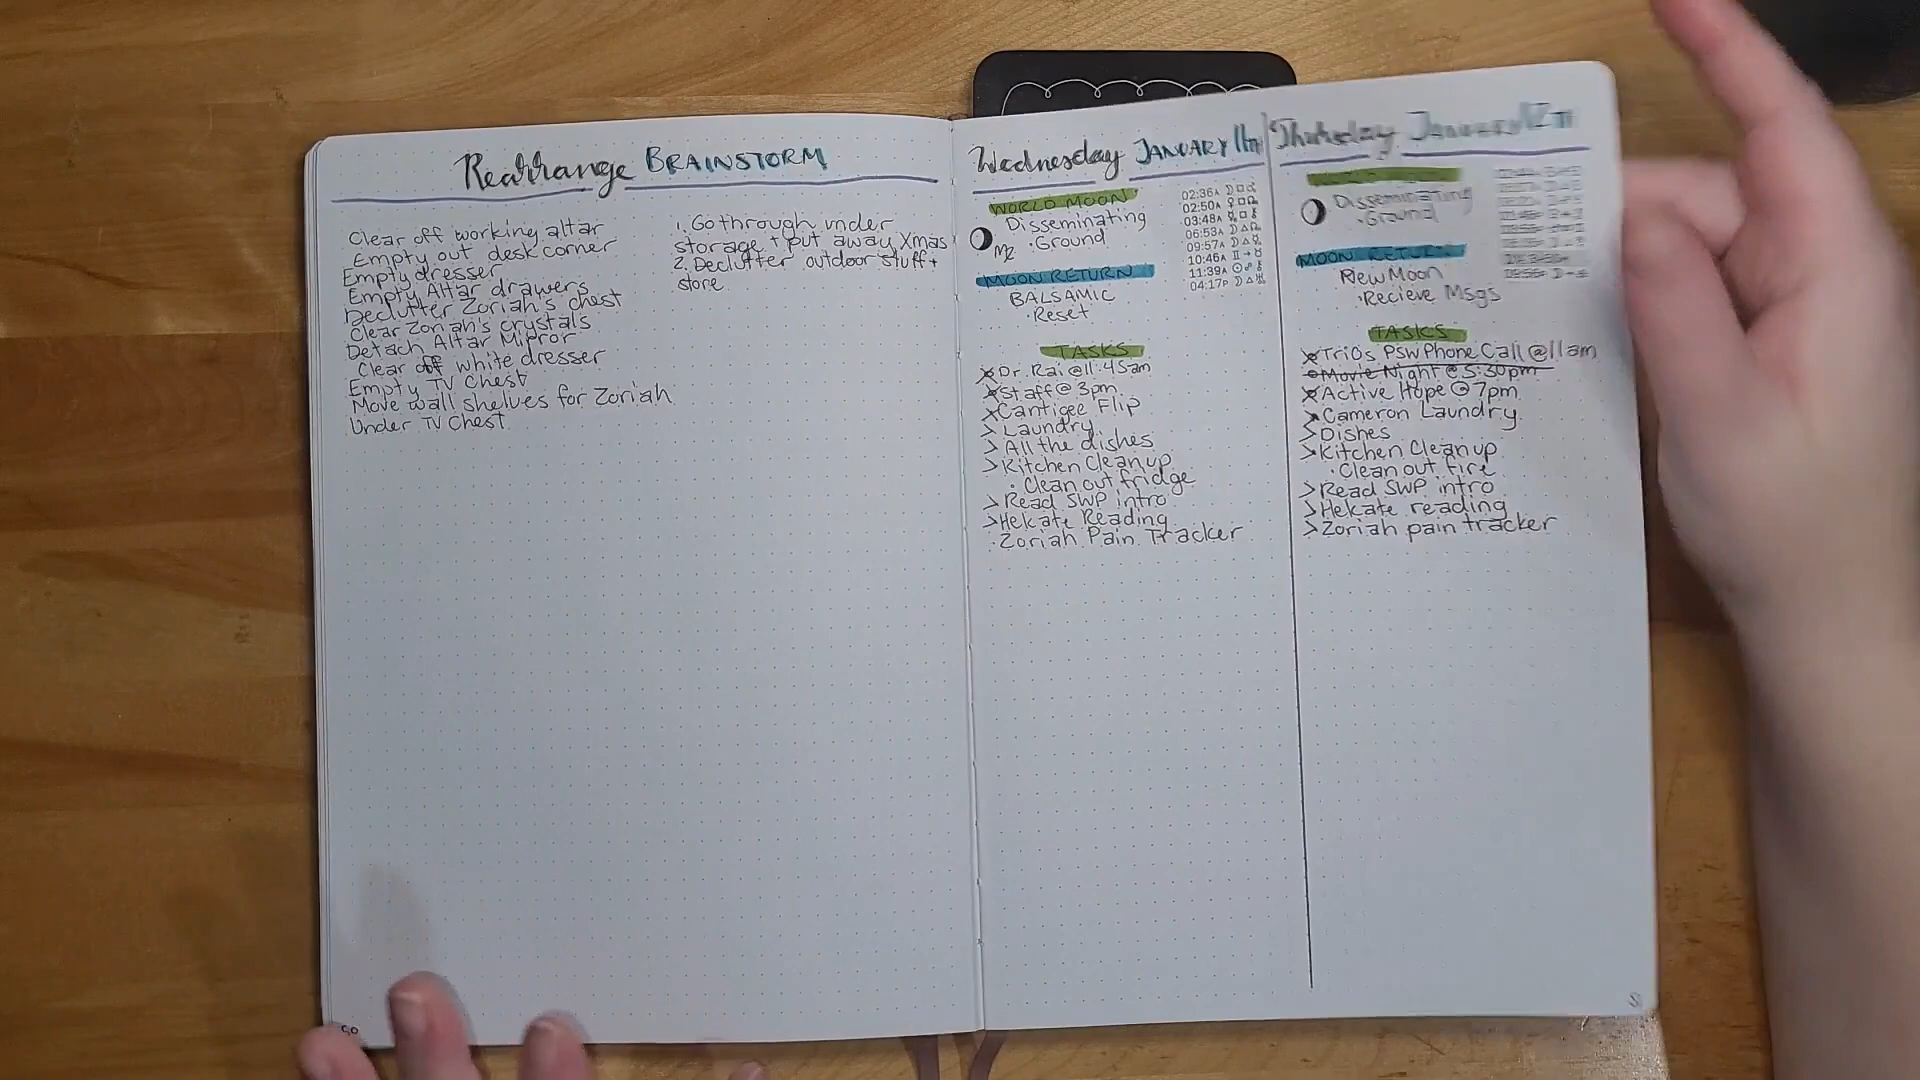 Rearrange BRAINSTORM
Clear off working altar
Empty out desk corner
Empty dresser
Empty Altar drawers
Declutter Zoriah's chest
Clear Zoriah's crystals
Detach Altar Mirror
Clear off white dresser
Empty TV Chest
Move wall shelves for Zoriah
Under TV Chest
1. Go through under
storage + put away Xmas
2. Declutter outdoor stuff +
store
50
Wednesday JANUARY 11TH
WORLD MOON
Disseminating
· Ground
MZ
02:36A
02:50A
03:48A
06:53A
09:57A
10:46A
11:39A
04:17P
MOON RETURN
BALSAMIC
· Reset
TASKS
Dr. Rai @ 11:45am
Staff @ 3pm
Cantigee Flip
> Laundry
> All the dishes
> Kitchen Cleanup
· Clean out fridge
> Read SWP intro
> Hekate Reading
· Zoriah Pain Tracker
Thursday January 12TH
Disseminating
· Ground
MOON RETURN
New Moon
· Recieve Msgs
TASKS
TriOs PSW Phone Call @ 11am
Movie Night @ 5:30pm
Active Hope @ 7pm
Cameron Laundry
> Dishes
> Kitchen Cleanup
· Clean out fire
> Read SWP intro
> Hekate reading
> Zoriah pain tracker